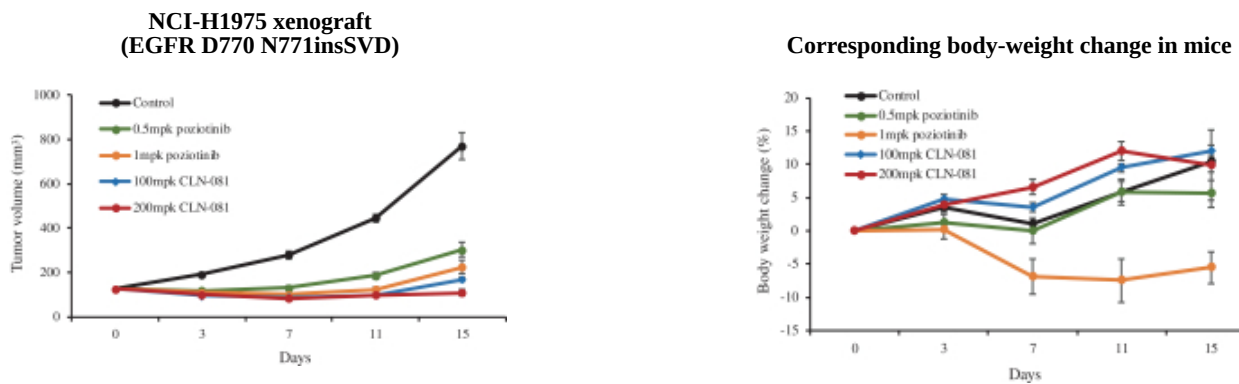 NCI-H1975 xenograft
(EGFR D770 N771insSVD)
Tumor volume (mm³)
1000
800
600
400
200
0
Control
0.5mpk poziotinib
1mpk poziotinib
100mpk CLN-081
200mpk CLN-081
0 3 7 11 15
Days
Corresponding body-weight change in mice
Body weight change (%)
20
15
10
5
0
-5
-10
-15
Control
0.5mpk poziotinib
1mpk poziotinib
100mpk CLN-081
200mpk CLN-081
0 3 7 11 15
Days